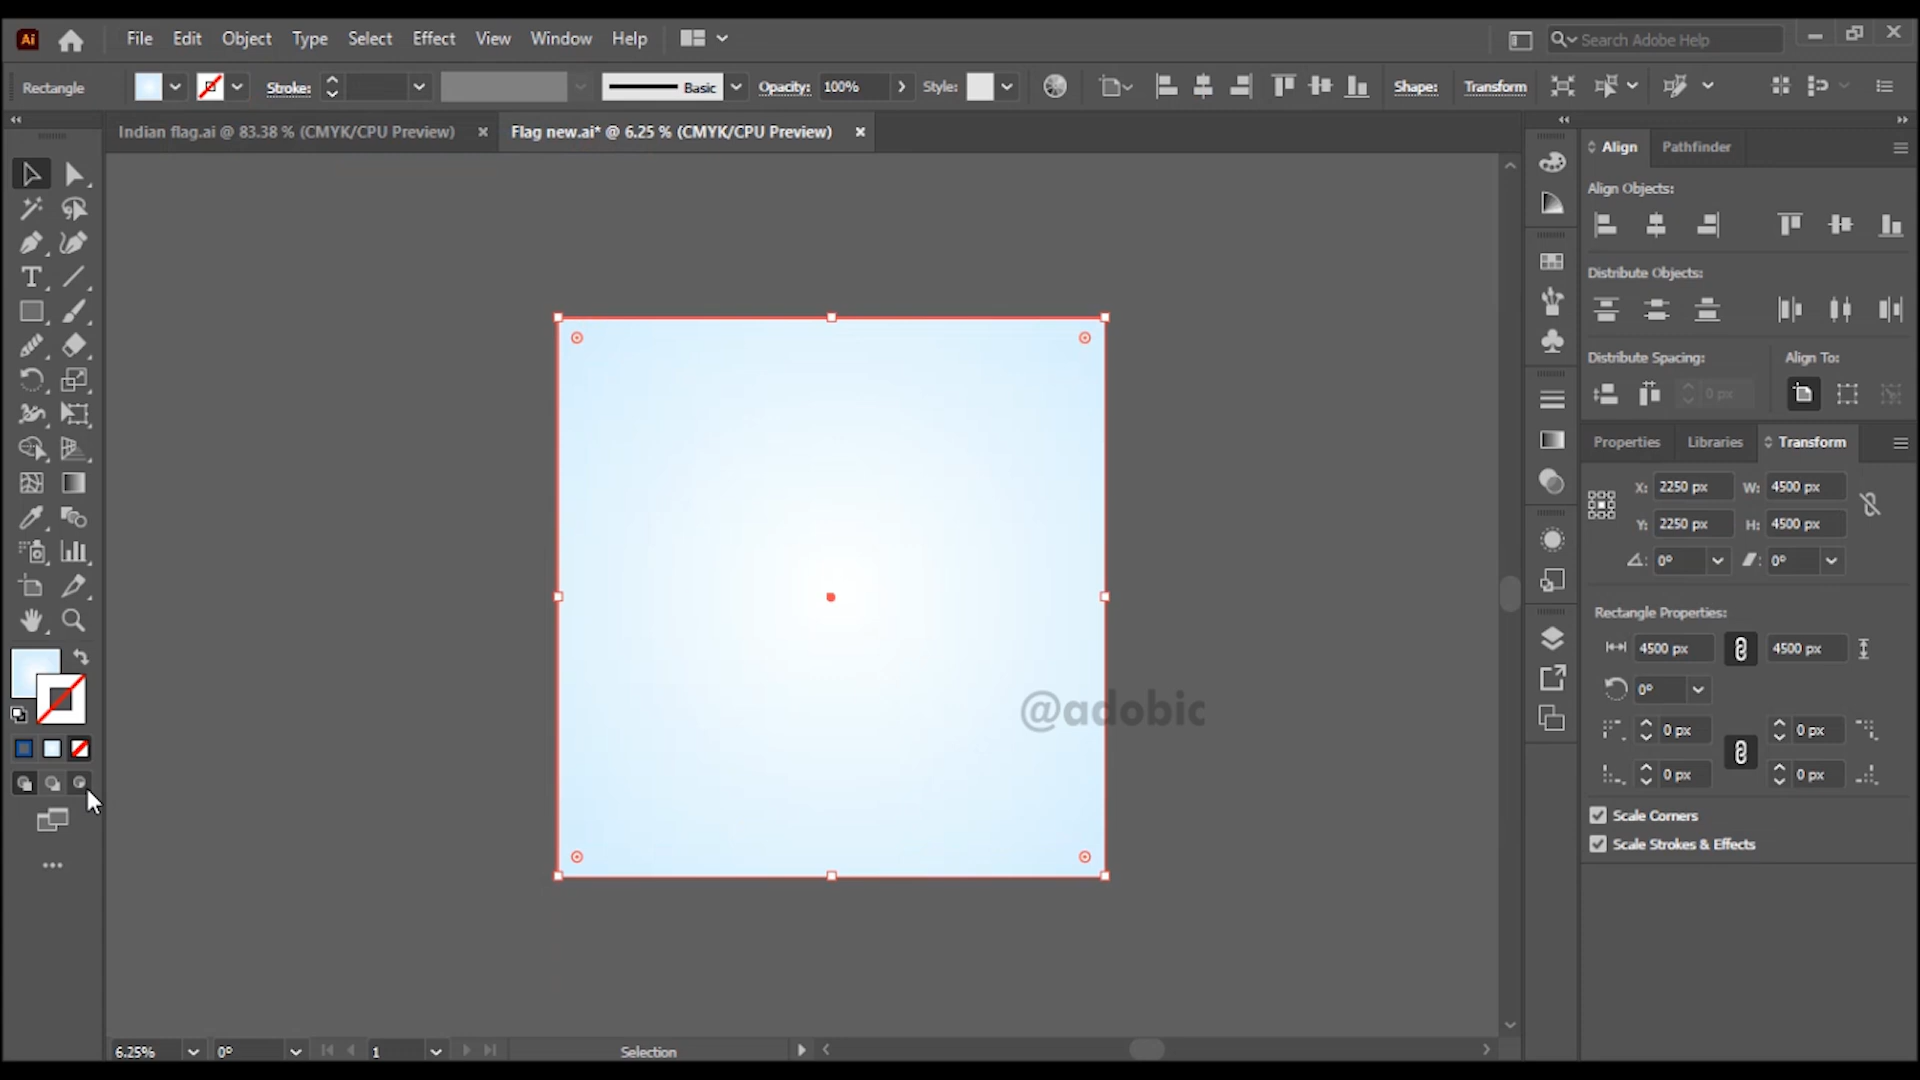 Ai File Edit Object Type Select Effect View Window Help Search Adobe Help
Rectangle Stroke: Basic Opacity: 100% Style: Shape: Transform
Indian flag.ai @ 83.38 % (CMYK/CPU Preview) Flag new.ai* @ 6.25 % (CMYK/CPU Preview)
Align Pathfinder
Align Objects:
Distribute Objects:
Distribute Spacing: Align To:
0 px
Properties Libraries Transform
X: 2250 px W: 4500 px
Y: 2250 px H: 4500 px
0° 0°
Rectangle Properties:
4500 px 4500 px
0°
0 px 0 px
0 px 0 px
Scale Corners
Scale Strokes & Effects
@adobic
6.25% 0° 1 Selection